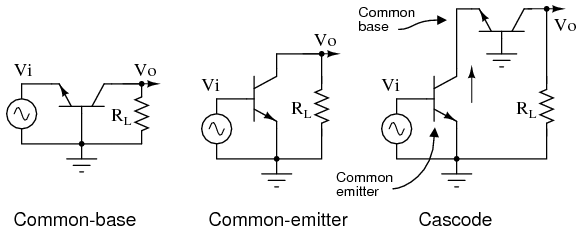 Vi
Vo
RL
Common-base
Vi
Vo
RL
Common-emitter
Common
base
Vi
Vo
RL
Common
emitter
Cascode